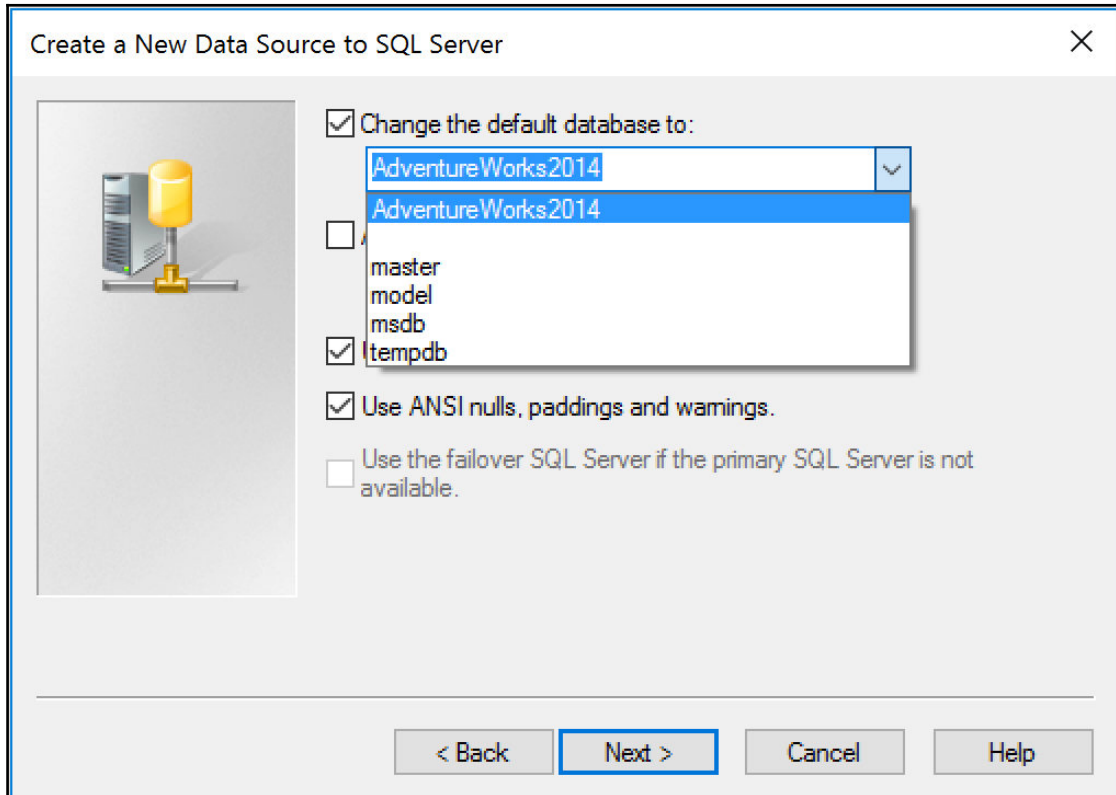 Create a New Data Source to SQL Server
Change the default database to:
AdventureWorks2014
AdventureWorks2014
master
model
msdb
tempdb
Use ANSI nulls, paddings and warnings.
Use the failover SQL Server if the primary SQL Server is not
available.
< Back
Next >
Cancel
Help